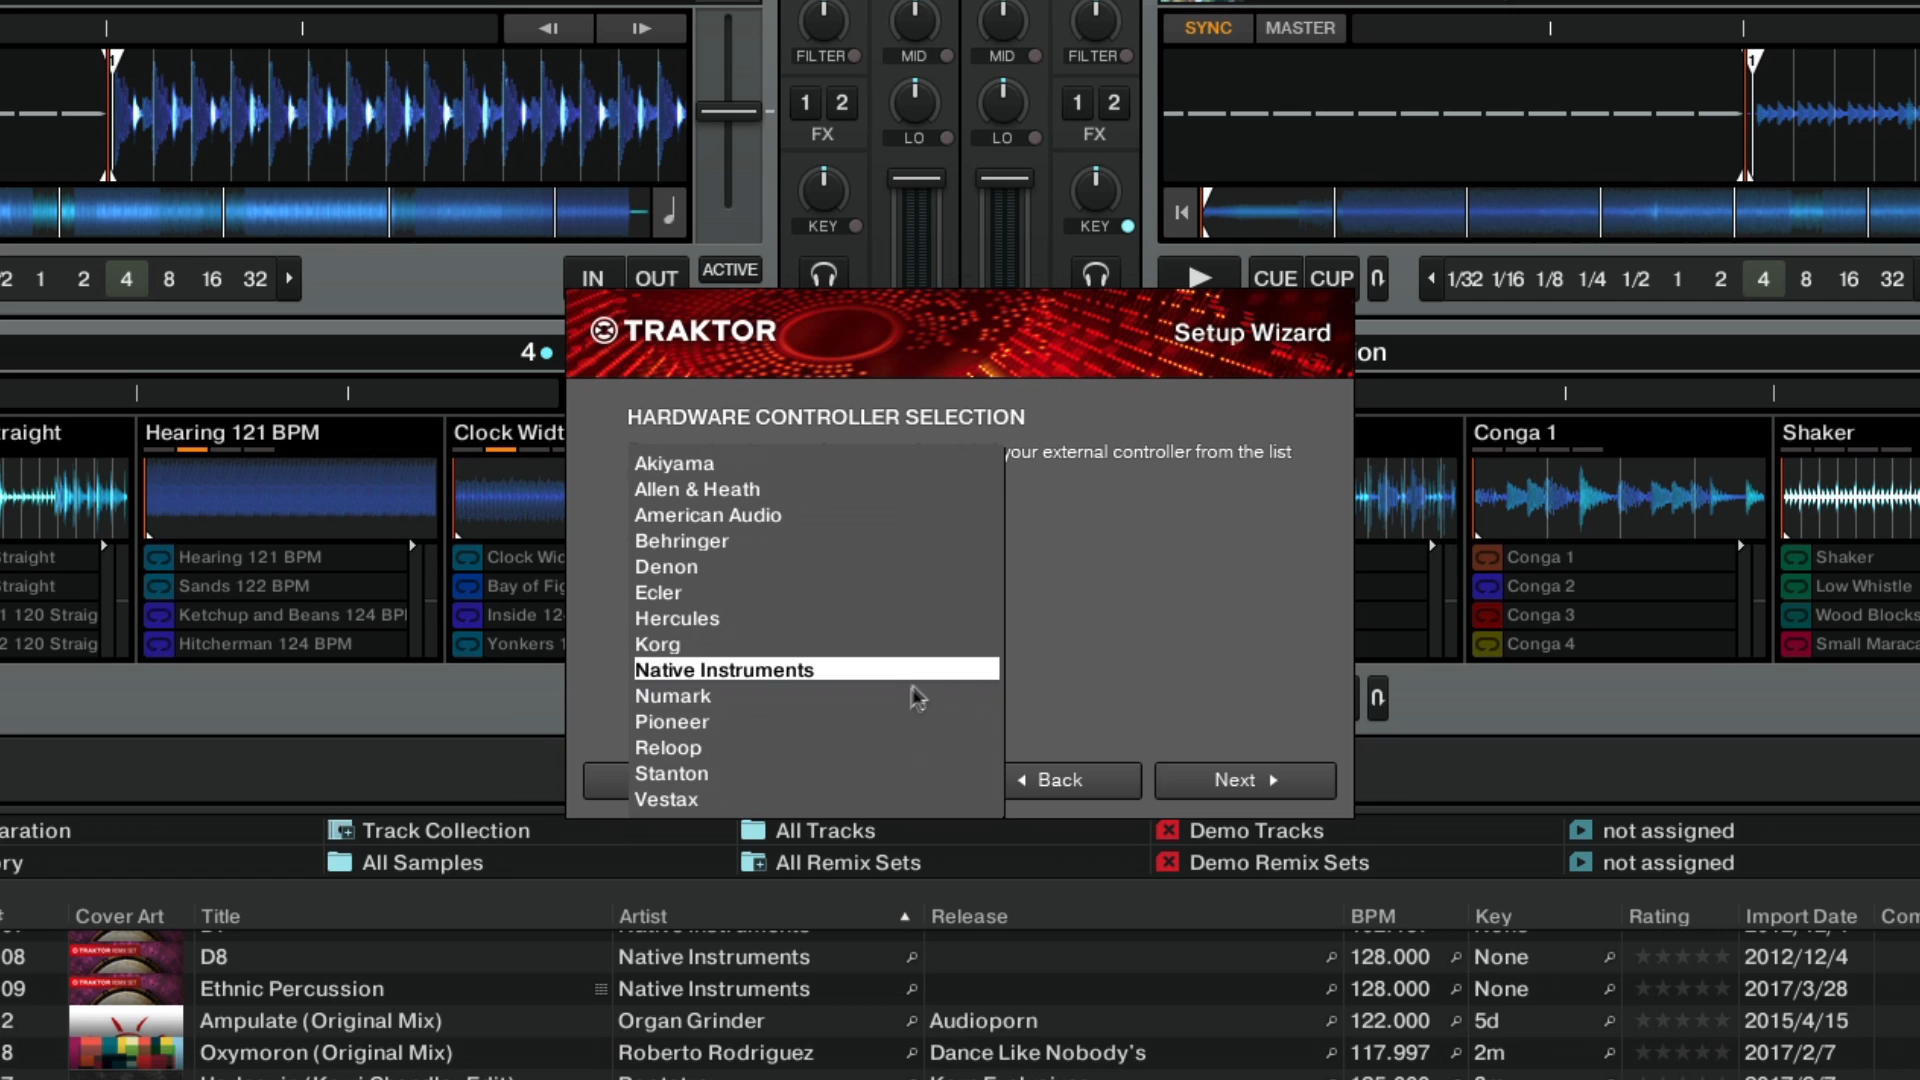 SYNC
MASTER
1
1
FILTER
MID
MID
FILTER
1 2
1 2
LO
LO
FX
FX
KEY
KEY
/2 1 2 4 8 16 32
IN
OUT
ACTIVE
CUE
CUP
1/32 1/16 1/8 1/4 1/2 1 2 4 8 16 32
TRAKTOR
Setup Wizard
4
on
HARDWARE CONTROLLER SELECTION
your external controller from the list
Akiyama
Allen & Heath
American Audio
Behringer
Denon
Ecler
Hercules
Korg
Native Instruments
Numark
Pioneer
Reloop
Stanton
Vestax
Back
Next
raight
Hearing 121 BPM
Clock Widt
Conga 1
Shaker
traight
Hearing 121 BPM
Clock Wid
Conga 1
Shaker
traight
Sands 122 BPM
Bay of Fig
Conga 2
Low Whistle
1 120 Straig
Ketchup and Beans 124 BPM
Inside 12
Conga 3
Wood Blocks
2 120 Straig
Hitcherman 124 BPM
Yonkers 1
Conga 4
Small Maraca
aration
Track Collection
All Tracks
Demo Tracks
not assigned
ory
All Samples
All Remix Sets
Demo Remix Sets
not assigned
# Cover Art Title Artist Release BPM Key Rating Import Date Com
08 D8 Native Instruments 128.000 None 2012/12/4
09 Ethnic Percussion Native Instruments 128.000 None 2017/3/28
2 Ampulate (Original Mix) Organ Grinder Audioporn 122.000 5d 2015/4/15
8 Oxymoron (Original Mix) Roberto Rodriguez Dance Like Nobody's 117.997 2m 2017/2/7